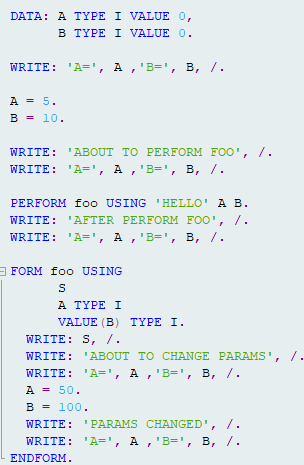 DATA: A TYPE I VALUE 0,
B TYPE I VALUE 0.
WRITE: 'A=', A ,'B=', B, /.
A = 5.
B = 10.
WRITE: 'ABOUT TO PERFORM FOO', /.
WRITE: 'A=', A ,'B=', B, /.
PERFORM foo USING 'HELLO' A B.
WRITE: 'AFTER PERFORM FOO', /.
WRITE: 'A=', A ,'B=', B, /.
FORM foo USING
S
A TYPE I
VALUE(B) TYPE I.
WRITE: S, /.
WRITE: 'ABOUT TO CHANGE PARAMS', /.
WRITE: 'A=', A ,'B=', B, /.
A = 50.
B = 100.
WRITE: 'PARAMS CHANGED', /.
WRITE: 'A=', A ,'B=', B, /.
ENDFORM.